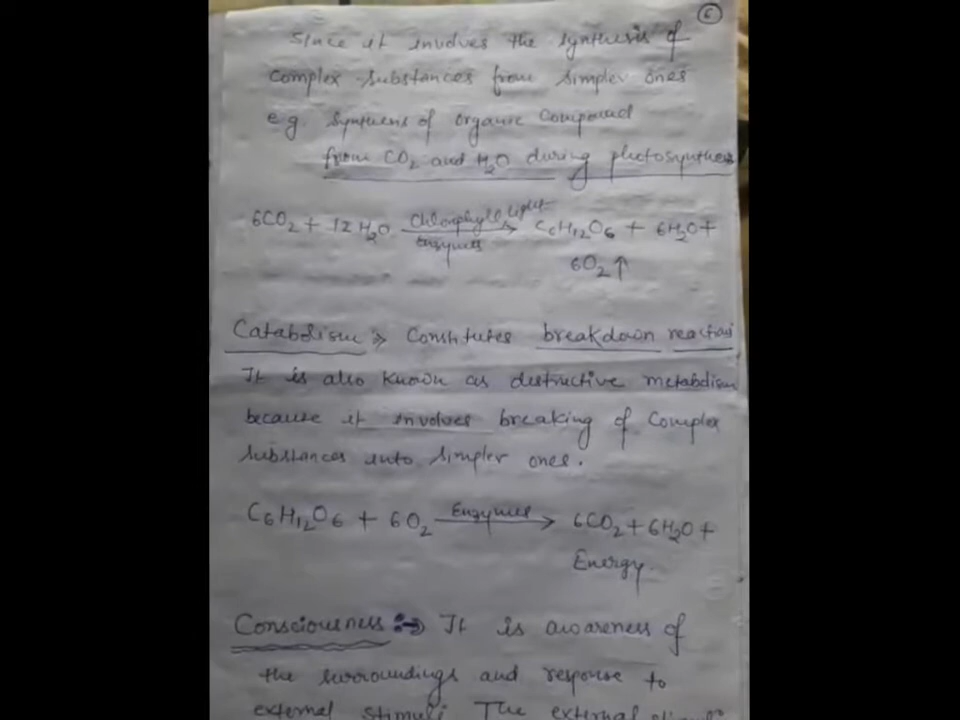 6
Since it involves the synthesis of
complex substances from simpler ones
e.g. Synthesis of organic compound
from CO2 and H2O during photosynthesis
6CO2 + 12H2O Chlorophyll light → C6H12O6 + 6H2O +
Enzymes
6O2 ↑
Catabolism → Constitutes breakdown reactions
It is also known as destructive metabolism
because it involves breaking of complex
substances into simpler ones.
C6H12O6 + 6O2 Enzymes → 6CO2 + 6H2O +
Energy.
Consciousness :→ It is awareness of
the surroundings and response to
external stimuli. The external